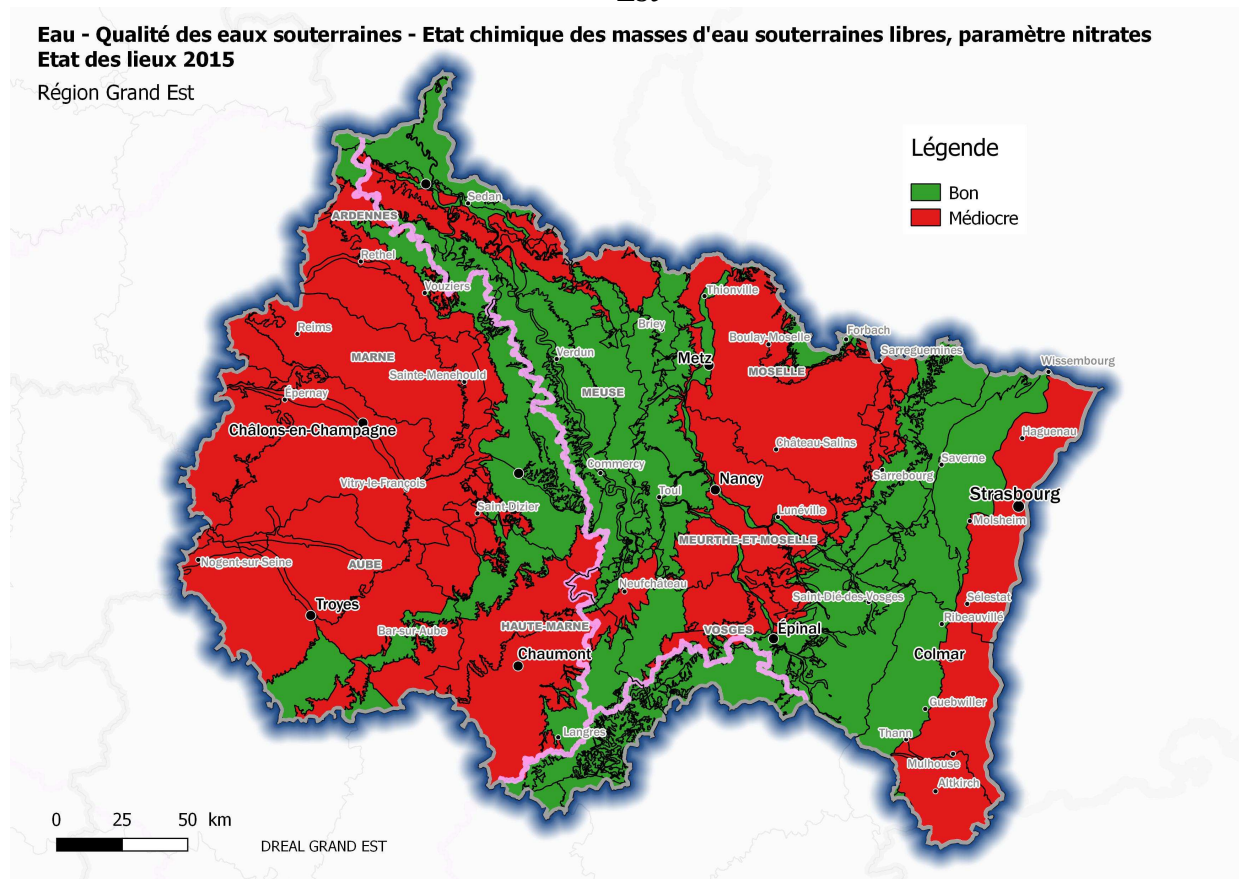 Eau - Qualité des eaux souterraines - Etat chimique des masses d'eau souterraines libres, paramètre nitrates
Etat des lieux 2015
Région Grand Est
Légende
Bon
Médiocre
Sedan
ARDENNES
Rethel
Vouziers
Thionville
Reims
Briey
Forbach
Boulay-Moselle
Sarreguemines
MARNE
Verdun
Metz
Wissembourg
Sainte-Menehould
MOSELLE
Épernay
MEUSE
Châlons-en-Champagne
Haguenau
Château-Salins
Saverne
Commercy
Sarrebourg
Vitry-le-François
Nancy
Toul
Strasbourg
Saint-Dizier
Lunéville
Molsheim
MEURTHE-ET-MOSELLE
Nogent-sur-Seine
AUBE
Neufchâteau
Saint-Dié-des-Vosges
Sélestat
Troyes
Ribeauvillé
HAUTE-MARNE
Bar-sur-Aube
VOSGES
Épinal
Chaumont
Colmar
Guebwiller
Langres
Thann
Mulhouse
Altkirch
0 25 50 km
DREAL GRAND EST